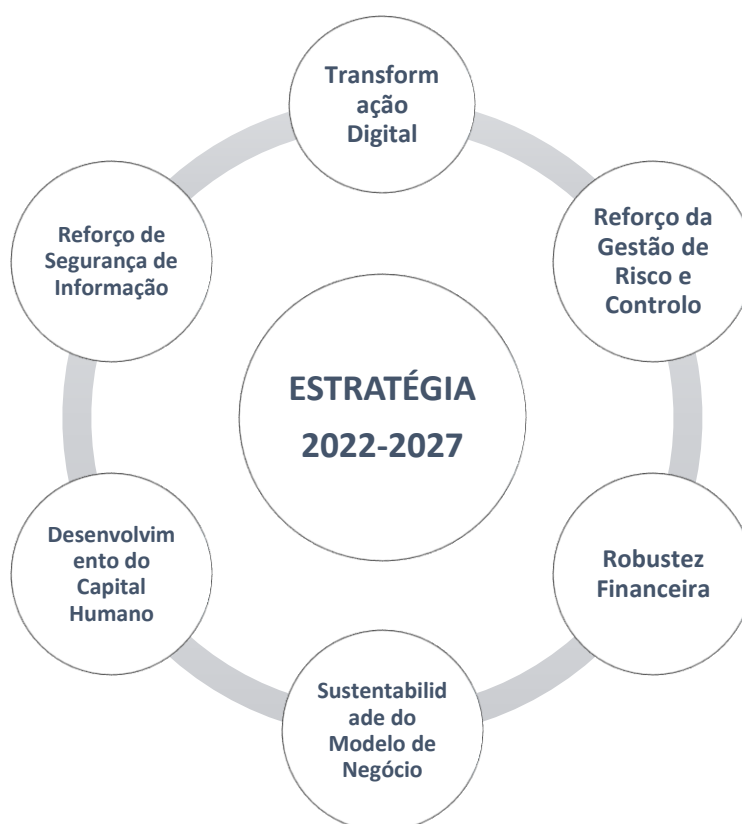 Transform
ação
Digital
Reforço da
Gestão de
Risco e
Controlo
Robustez
Financeira
Sustentabilid
ade do
Modelo de
Negócio
Desenvolvim
ento do
Capital
Humano
Reforço de
Segurança de
Informação
ESTRATÉGIA
2022-2027